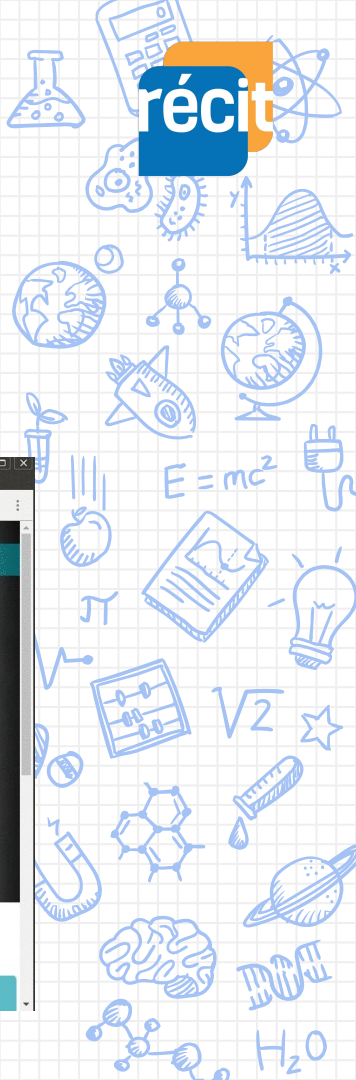 récit
y
x
E = mc²
π
√2
H₂O